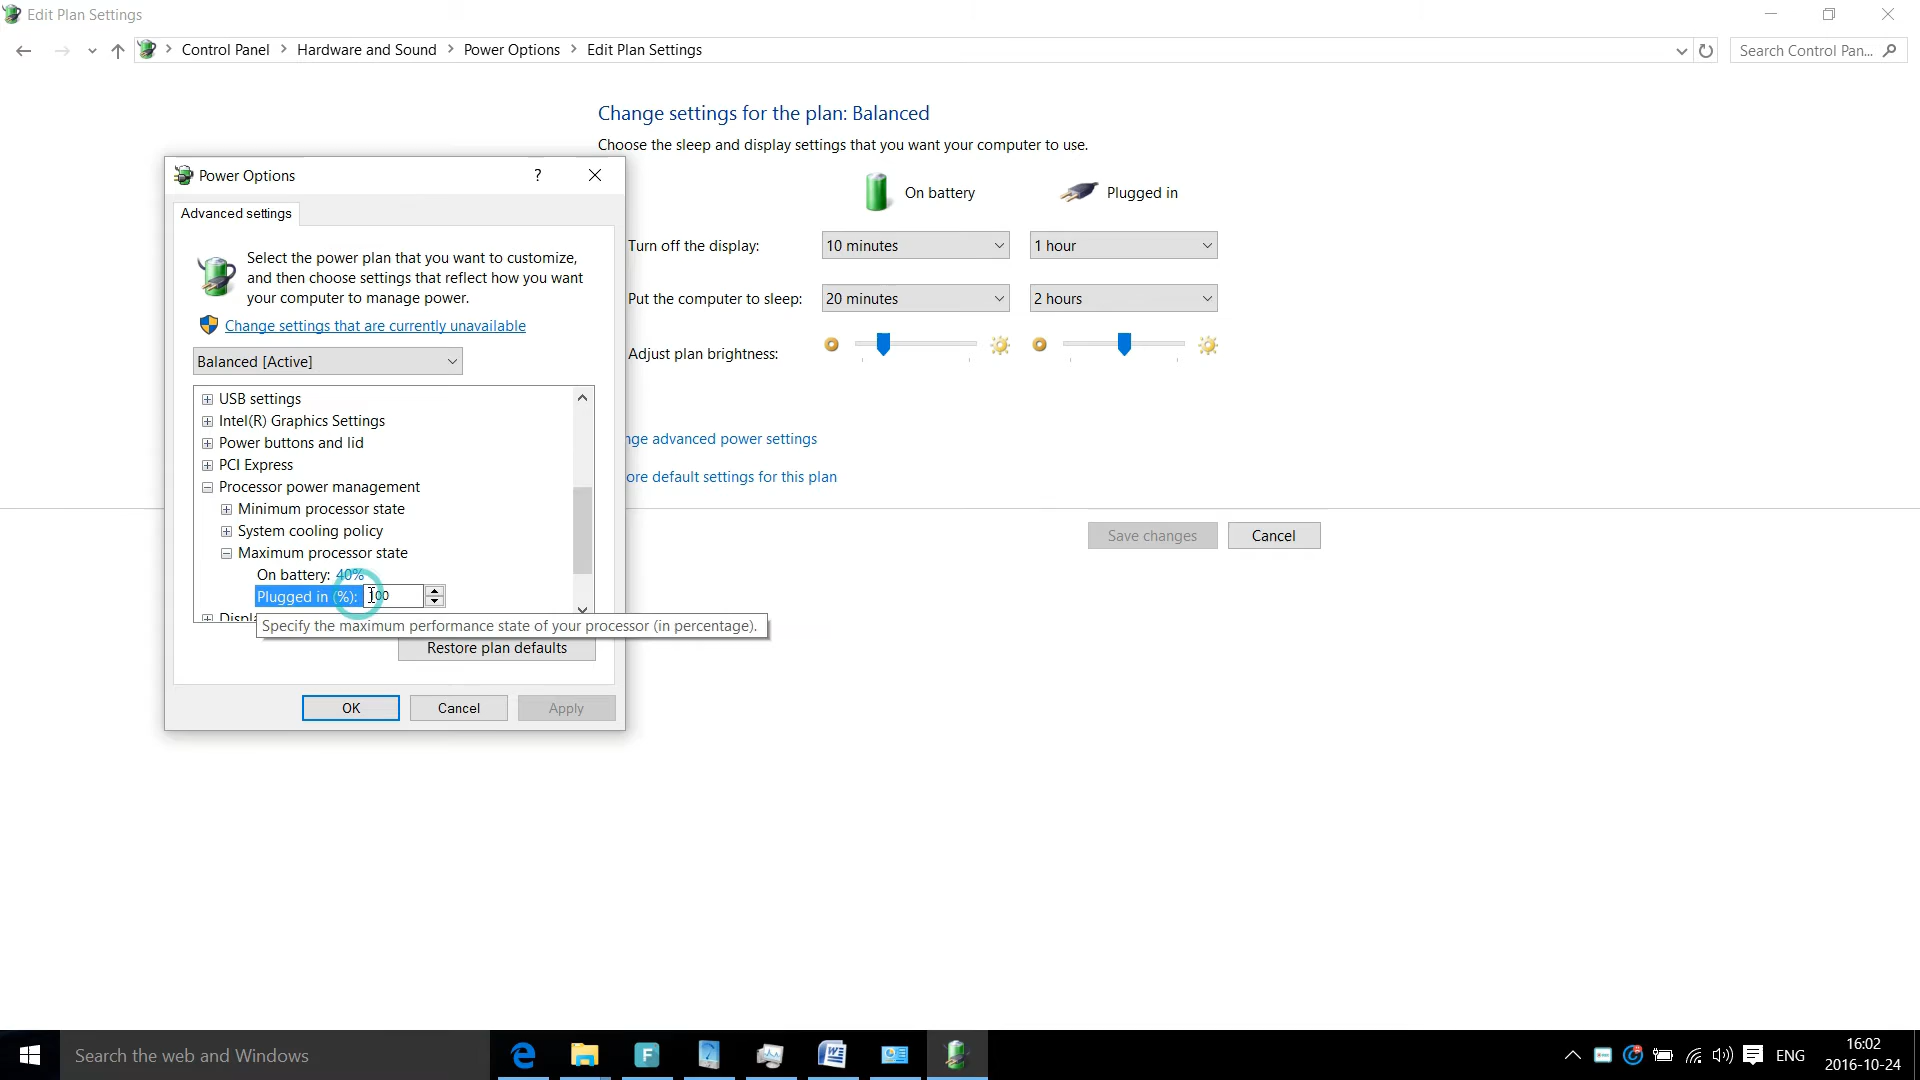 Edit Plan Settings
Control Panel > Hardware and Sound > Power Options > Edit Plan Settings
Search Control Pan...
Change settings for the plan: Balanced
Choose the sleep and display settings that you want your computer to use.
On battery
Plugged in
Turn off the display:
10 minutes
1 hour
Put the computer to sleep:
20 minutes
2 hours
Adjust plan brightness:
nge advanced power settings
ore default settings for this plan
Save changes
Cancel
Power Options
?
Advanced settings
Select the power plan that you want to customize,
and then choose settings that reflect how you want
your computer to manage power.
Change settings that are currently unavailable
Balanced [Active]
USB settings
Intel(R) Graphics Settings
Power buttons and lid
PCI Express
Processor power management
Minimum processor state
System cooling policy
Maximum processor state
On battery: 40%
Plugged in (%): 100
Displa
Specify the maximum performance state of your processor (in percentage).
Restore plan defaults
OK
Cancel
Apply
Search the web and Windows
F
ENG
16:02
2016-10-24